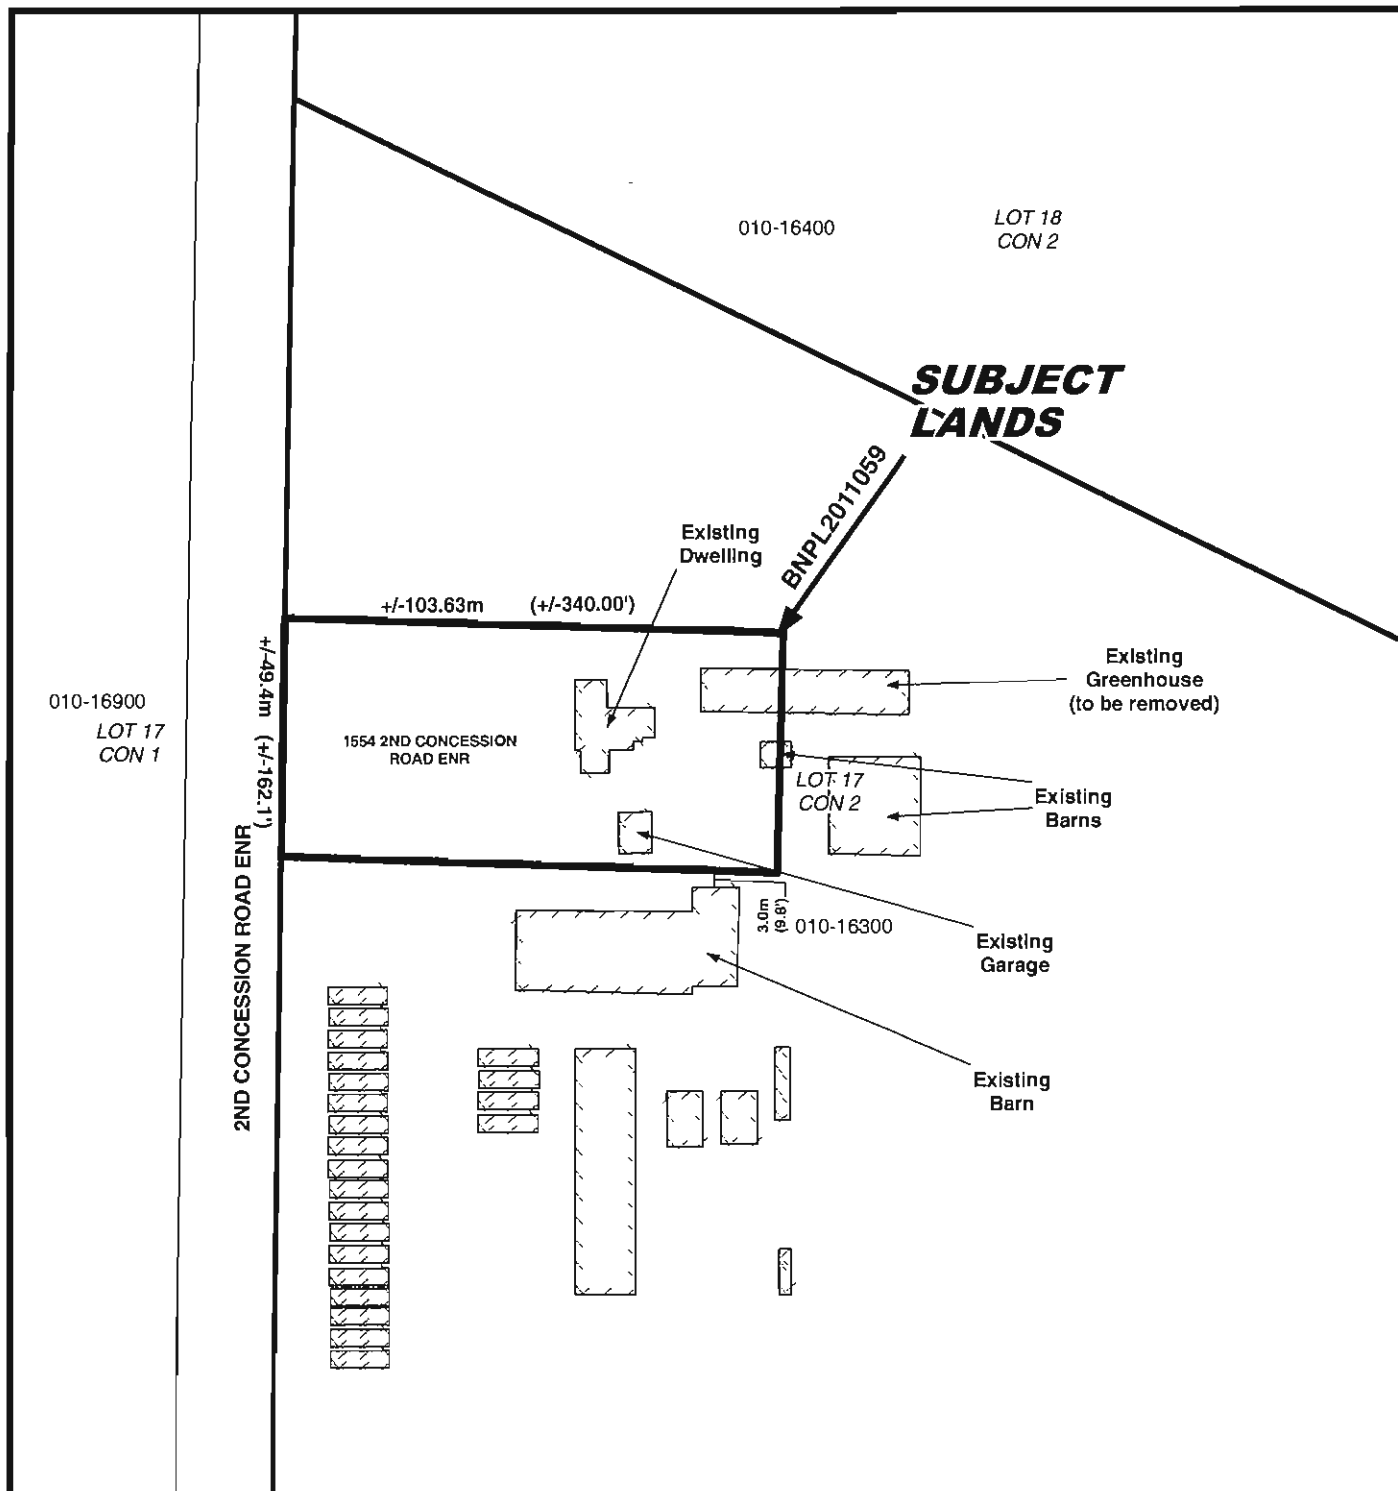 010-16400
LOT 18
CON 2
SUBJECT
LANDS
BNPL2011059
Existing
Dwelling
+/-103.63m (+/-340.00')
+/-49.4m (+/-162.1')
Existing
Greenhouse
(to be removed)
010-16900
LOT 17
CON 1
1554 2ND CONCESSION
ROAD ENR
LOT 17
CON 2
Existing
Barns
2ND CONCESSION ROAD ENR
3.0m
(9.8')
010-16300
Existing
Garage
Existing
Barn